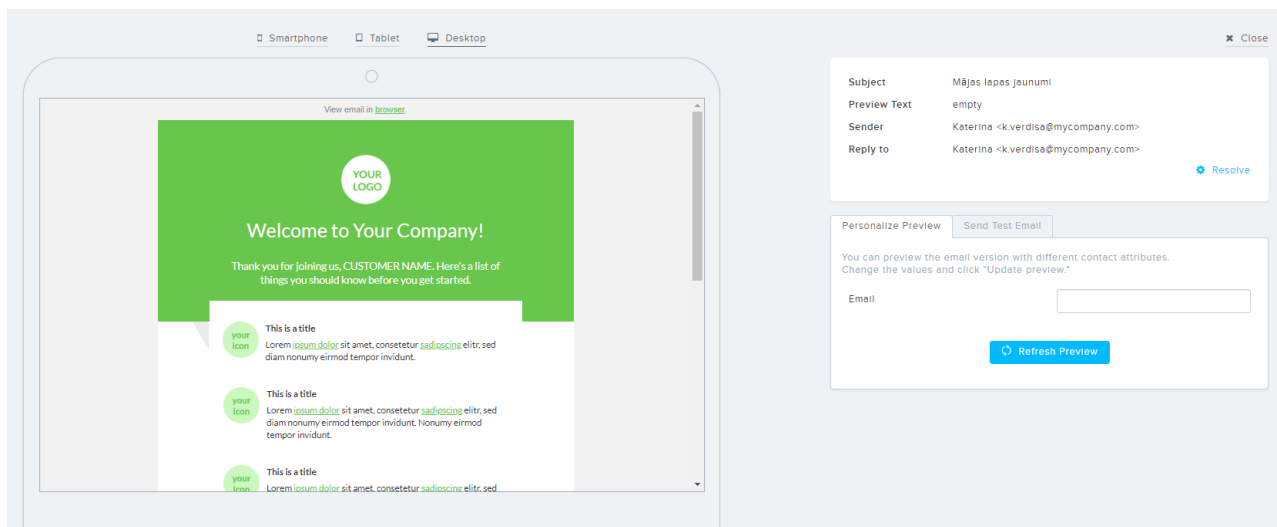 Smartphone
Tablet
Desktop
Close
View email in browser.
YOUR
LOGO
Welcome to Your Company!
Thank you for joining us, CUSTOMER NAME. Here's a list of
things you should know before you get started.
your
icon
This is a title
Lorem ipsum dolor sit amet, consetetur sadipscing elitr, sed
diam nonumy eirmod tempor invidunt.
your
icon
This is a title
Lorem ipsum dolor sit amet, consetetur sadipscing elitr, sed
diam nonumy eirmod tempor invidunt. Nonumy eirmod
tempor invidunt.
your
icon
This is a title
Lorem ipsum dolor sit amet, consetetur sadipscing elitr, sed
Subject Mājas lapas jaunumi
Preview Text empty
Sender Katerina <k.verdisa@mycompany.com>
Reply to Katerina <k.verdisa@mycompany.com>
Resolve
Personalize Preview
Send Test Email
You can preview the email version with different contact attributes.
Change the values and click "Update preview."
Email
Refresh Preview